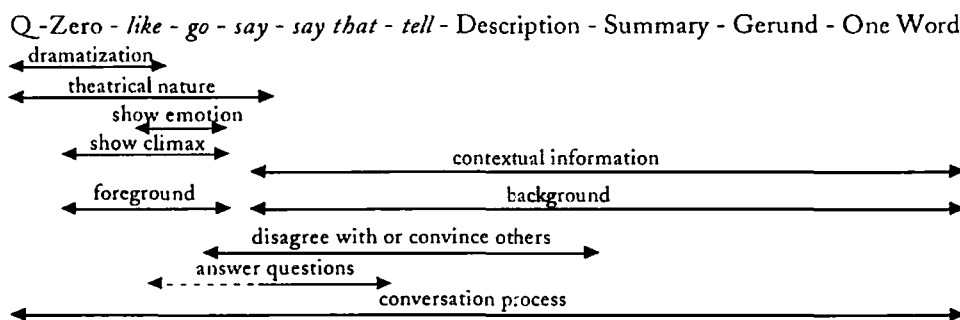 Q-Zero - like - go - say - say that - tell - Description - Summary - Gerund - One Word
dramatization
theatrical nature
show emotion
show climax
contextual information
foreground
background
disagree with or convince others
answer questions
conversation process